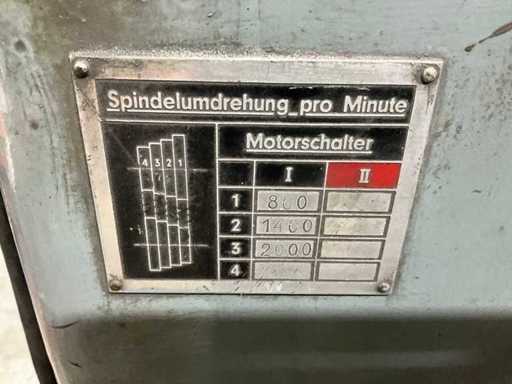 Spindelumdrehung pro Minute
Motorschalter
4 3 2 1
I II
1 800
2 1400
3 2000
4